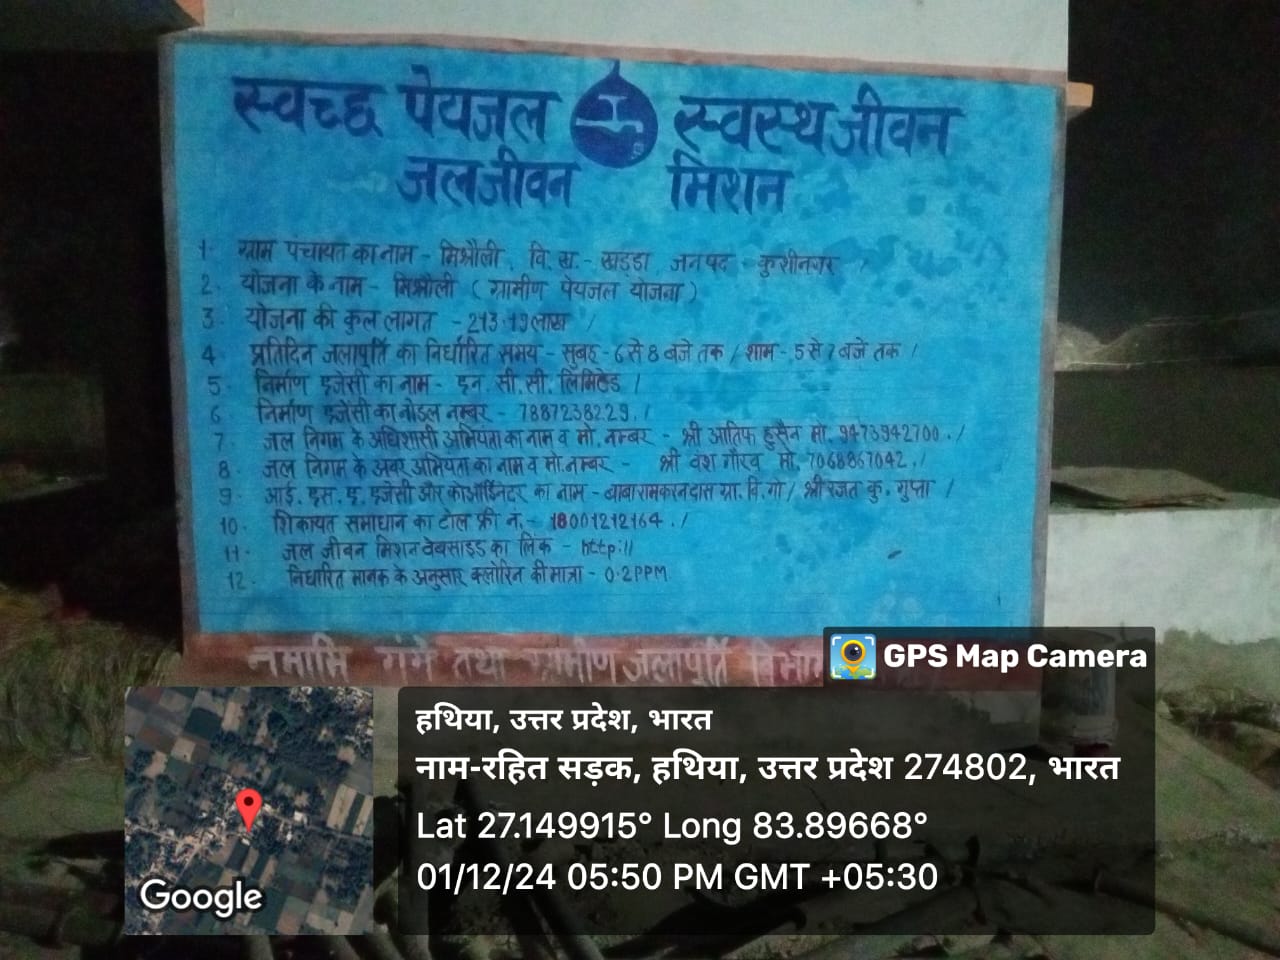 स्वच्छ पेयजल स्वस्थ जीवन
जल जीवन मिशन
1- ग्राम पंचायत का नाम - मिश्रौली, वि. ख. - खड्डा, जनपद - कुशीनगर
2- योजना के नाम - मिश्रौली (ग्रामीण पेयजल योजना)
3- योजना की कुल लागत - 213.19 लाख /
4- प्रतिदिन जलापूर्ति का निर्धारित समय - सुबह - 6 से 8 बजे तक / शाम - 5 से 7 बजे तक /
5- निर्माण इजेंसी का नाम - इन. सी. सी. लिमिटेड /
6- निर्माण इजेंसी का नोडल नम्बर - 7887238229. /
7- जल निगम के अधिशासी अभियंता का नाम व मो. नम्बर - श्री आतिफ हुसैन मो. 9473942700. /
8- जल निगम के अवर अभियंता का नाम व मो. नम्बर - श्री वंश गौरव मो. 7068867042. /
9- आई. इस. इ. इजेंसी और कोऑर्डिनेटर का नाम - बाबा रामकरन दास ग्रा. वि. गो / श्री रजत कु. गुप्ता /
10- शिकायत समाधान का टोल फ्री नं. - 18001212164. /
11- जल जीवन मिशन वेबसाइड का लिंक - http://
12- निर्धारित मानक के अनुसार क्लोरिन की मात्रा - 0.2 PPM
नमामि गंगे तथा ग्रामीण जलापूर्ति विभाग
GPS Map Camera
हथिया, उत्तर प्रदेश, भारत
नाम-रहित सड़क, हथिया, उत्तर प्रदेश 274802, भारत
Lat 27.149915° Long 83.89668°
01/12/24 05:50 PM GMT +05:30
Google